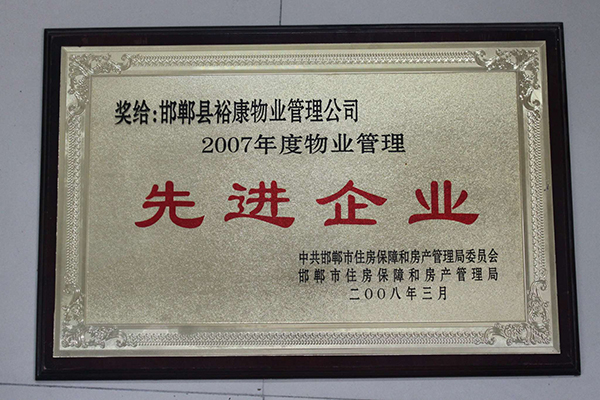 奖给:邯郸县裕康物业管理公司
2007年度物业管理
先进企业
中共邯郸市住房保障和房产管理局委员会
邯郸市住房保障和房产管理局
二00八年三月